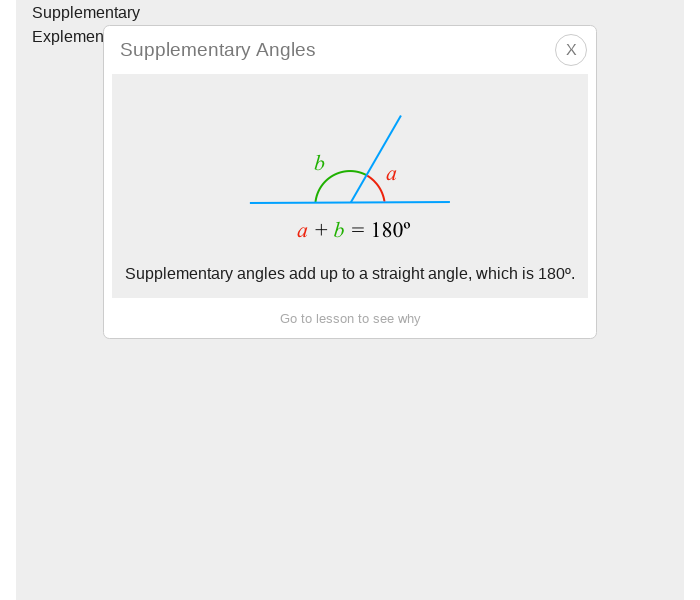 Supplementary
Explemen
Supplementary Angles
X
b
a
a + b = 180º
Supplementary angles add up to a straight angle, which is 180º.
Go to lesson to see why